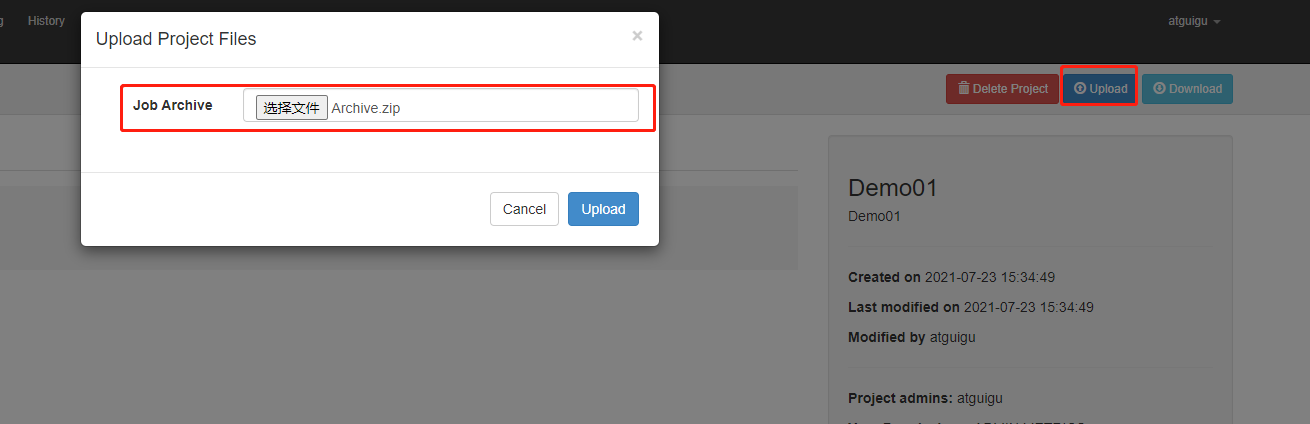 g History atguigu
Upload Project Files ×
Delete Project Upload Download
Job Archive 选择文件 Archive.zip
Cancel Upload
Demo01
Demo01
Created on 2021-07-23 15:34:49
Last modified on 2021-07-23 15:34:49
Modified by atguigu
Project admins: atguigu